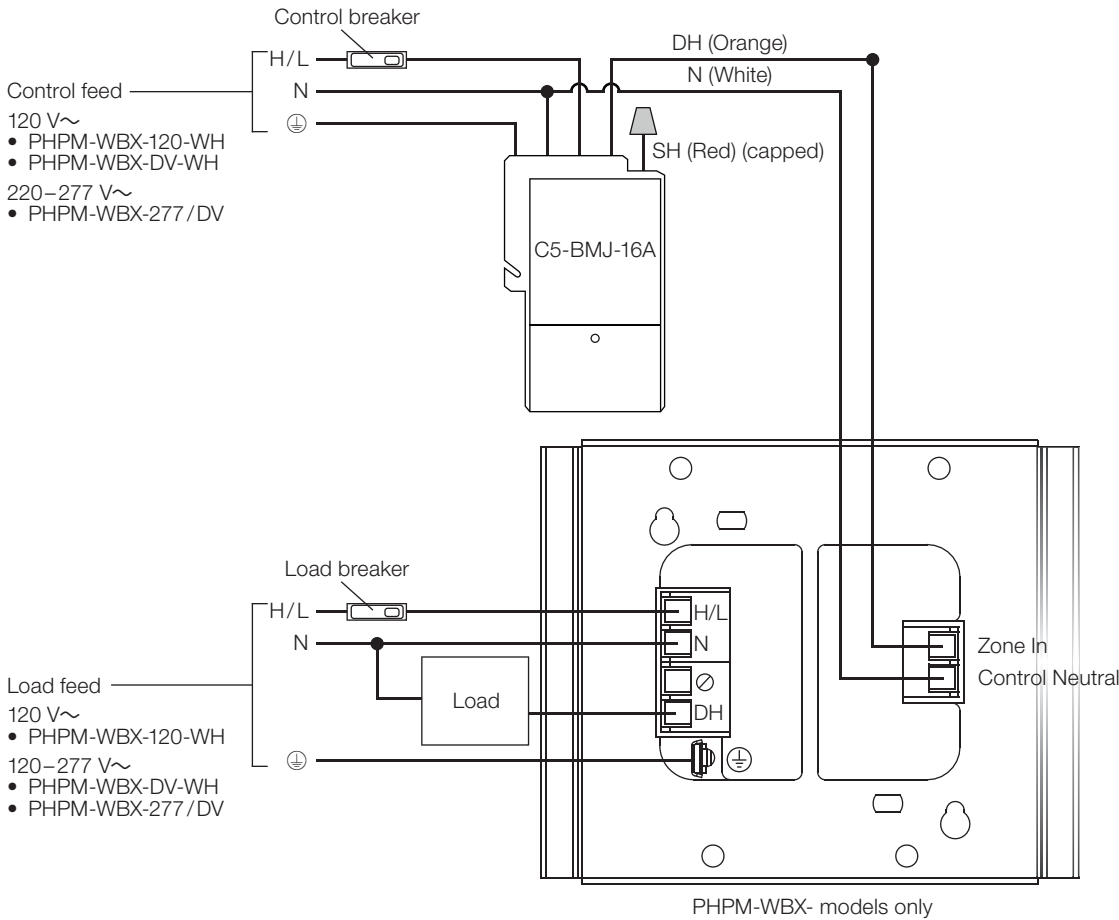 Control breaker
H/L
N
Control feed
120 V~
• PHPM-WBX-120-WH
• PHPM-WBX-DV-WH
220–277 V~
• PHPM-WBX-277/DV
DH (Orange)
N (White)
SH (Red) (capped)
C5-BMJ-16A
Load breaker
H/L
N
Load feed
120 V~
• PHPM-WBX-120-WH
120–277 V~
• PHPM-WBX-DV-WH
• PHPM-WBX-277/DV
Load
H/L
N
DH
Zone In
Control Neutral
PHPM-WBX- models only